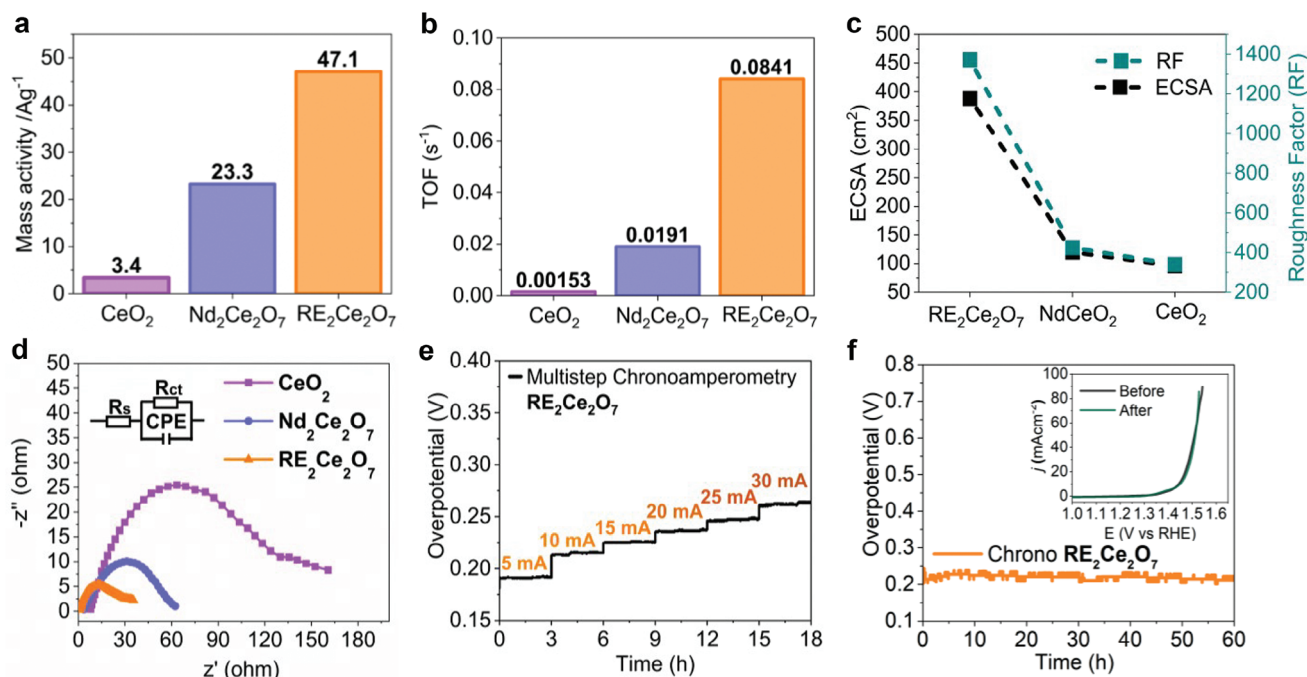 a
Mass activity /Ag⁻¹
50
40
30
20
10
0
3.4
23.3
47.1
CeO₂
Nd₂Ce₂O₇
RE₂Ce₂O₇
b
TOF (s⁻¹)
0.10
0.08
0.06
0.04
0.02
0.00
0.00153
0.0191
0.0841
CeO₂
Nd₂Ce₂O₇
RE₂Ce₂O₇
c
ECSA (cm²)
500
450
400
350
300
250
200
150
100
50
RF
ECSA
Roughness Factor (RF)
1400
1200
1000
800
600
400
200
RE₂Ce₂O₇
NdCeO₂
CeO₂
d
-z" (ohm)
50
45
40
35
30
25
20
15
10
5
0
Rs
Rct
CPE
CeO₂
Nd₂Ce₂O₇
RE₂Ce₂O₇
0 30 60 90 120 150 180
z' (ohm)
e
Overpotential (V)
0.40
0.35
0.30
0.25
0.20
0.15
Multistep Chronoamperometry
RE₂Ce₂O₇
5 mA
10 mA
15 mA
20 mA
25 mA
30 mA
0 3 6 9 12 15 18
Time (h)
f
Overpotential (V)
0.8
0.7
0.6
0.5
0.4
0.3
0.2
0.1
j (mAcm⁻²)
100
80
60
40
20
0
Before
After
1.0 1.1 1.2 1.3 1.4 1.5 1.6
E (V vs RHE)
Chrono RE₂Ce₂O₇
0 10 20 30 40 50 60
Time (h)